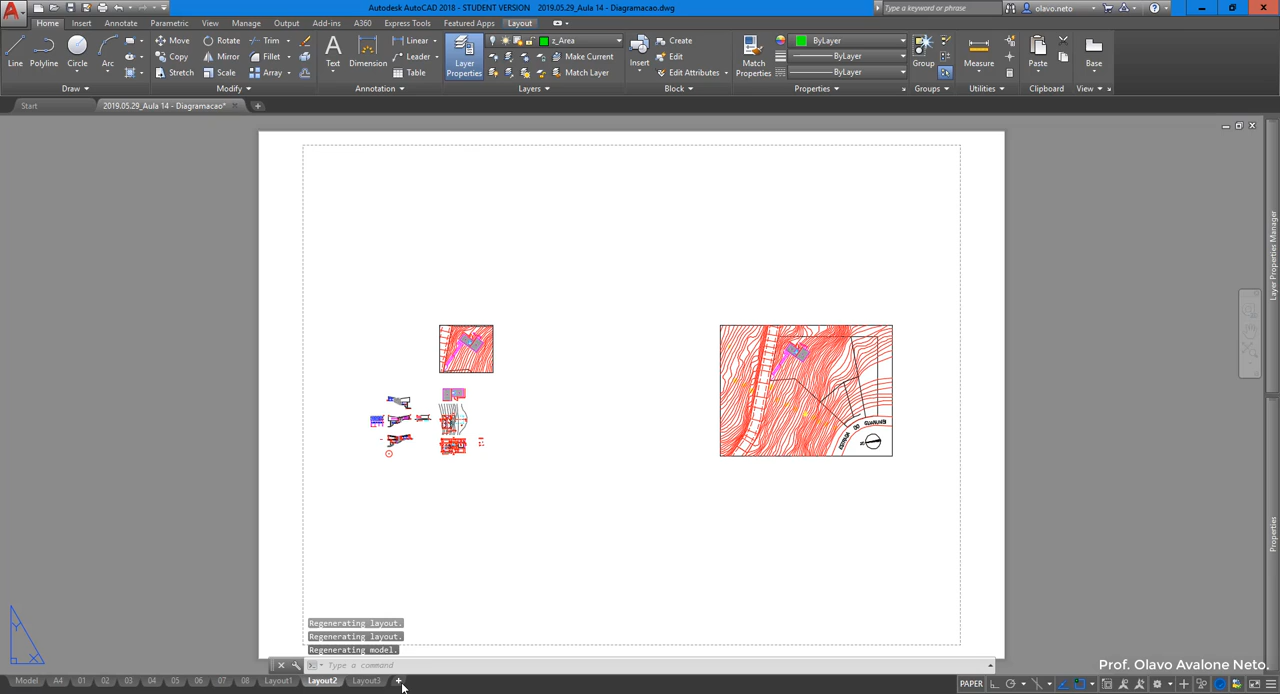 Autodesk AutoCAD 2018 - STUDENT VERSION 2019.05.29_Aula 14 - Diagramacao.dwg
Type a keyword or phrase
olavo.neto
Home Insert Annotate Parametric View Manage Output Add-ins A360 Express Tools Featured Apps Layout
Line Polyline Circle Arc
Move Rotate Trim
Copy Mirror Fillet
Stretch Scale Array
Text Dimension
Linear
Leader
Table
Layer Properties
z_Area
Make Current
Match Layer
Insert
Create
Edit
Edit Attributes
Match Properties
ByLayer
ByLayer
ByLayer
Group
Measure
Paste
Base
Draw Modify Annotation Layers Block Properties Groups Utilities Clipboard View
Start 2019.05.29_Aula 14 - Diagramacao*
Layer Properties Manager
Properties
N
Y
X
Regenerating layout.
Regenerating layout.
Regenerating model.
Type a command
Prof. Olavo Avalone Neto.
Model A4 01 02 03 04 05 06 07 08 Layout1 Layout2 Layout3 +
PAPER